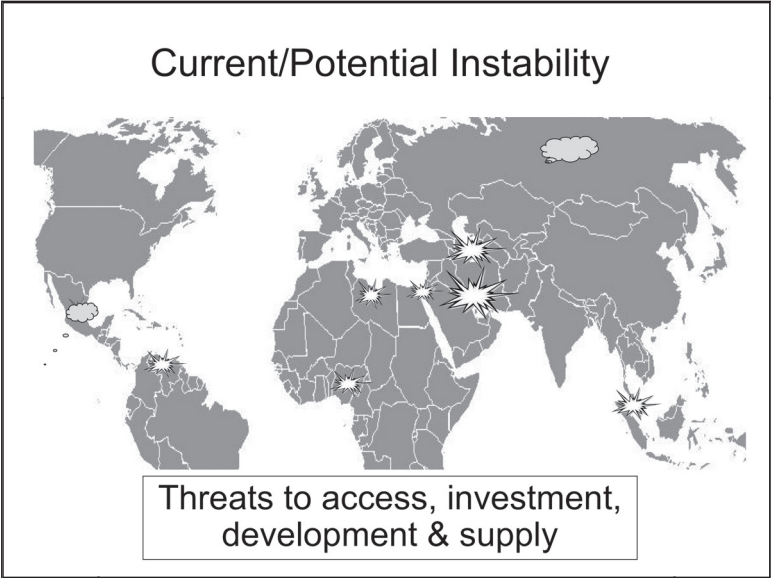 Current/Potential Instability
Threats to access, investment,
development & supply